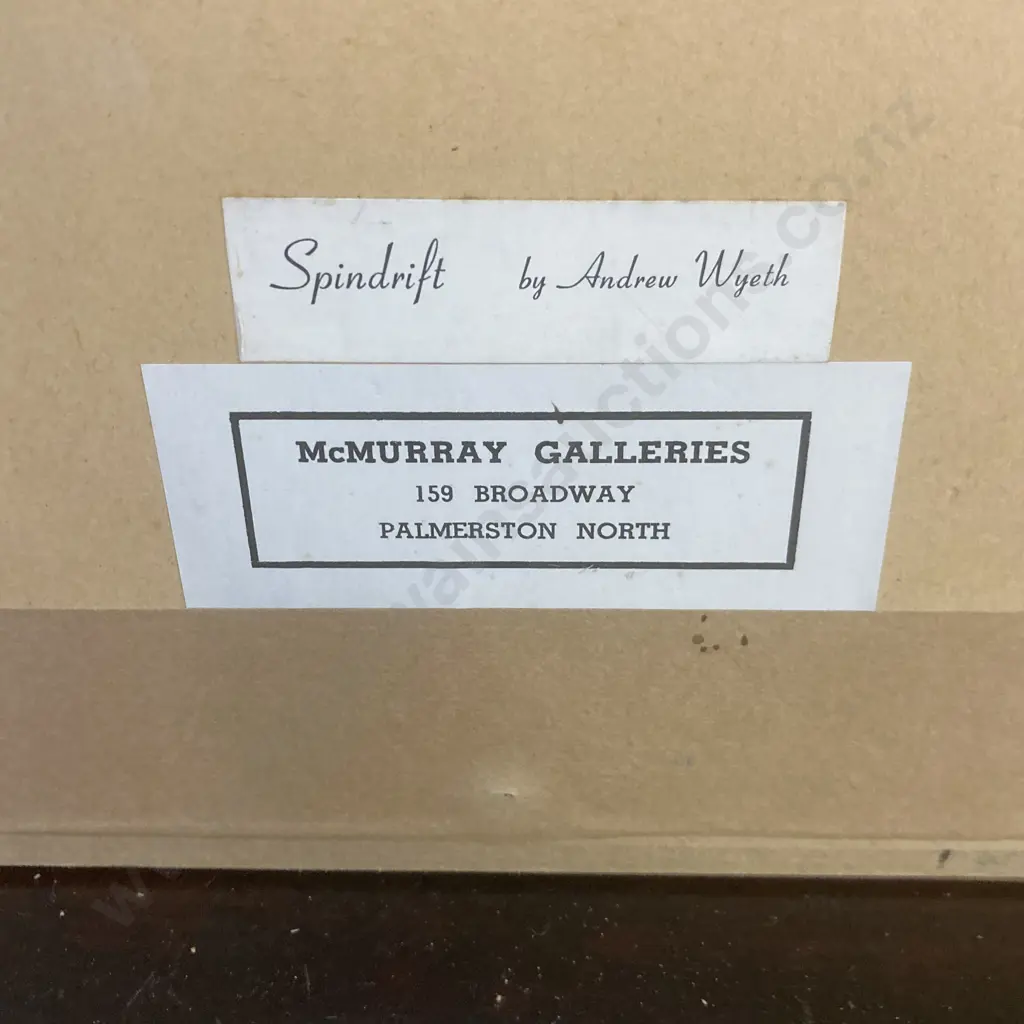 Spindrift by Andrew Wyeth
McMURRAY GALLERIES
159 BROADWAY
PALMERSTON NORTH